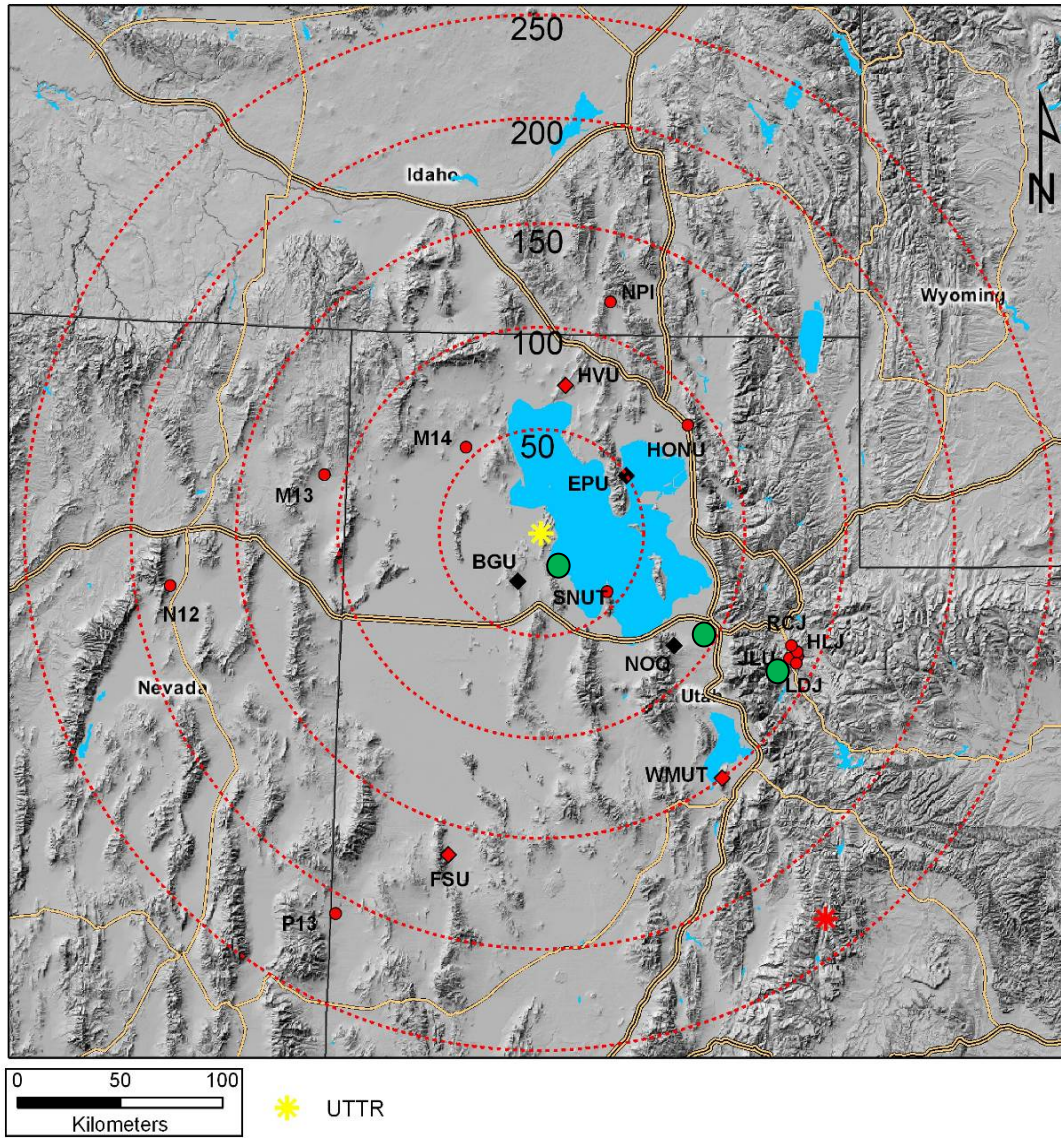 250
200
Idaho
N
150
NPI
Wyoming
100
HVU
M14
50
HONU
M13
EPU
BGU
N12
SNUT
RCJ
HLJ
NOQ
JLU
Nevada
LDJ
Utah
WMUT
FSU
P13
0 50 100
Kilometers
UTTR